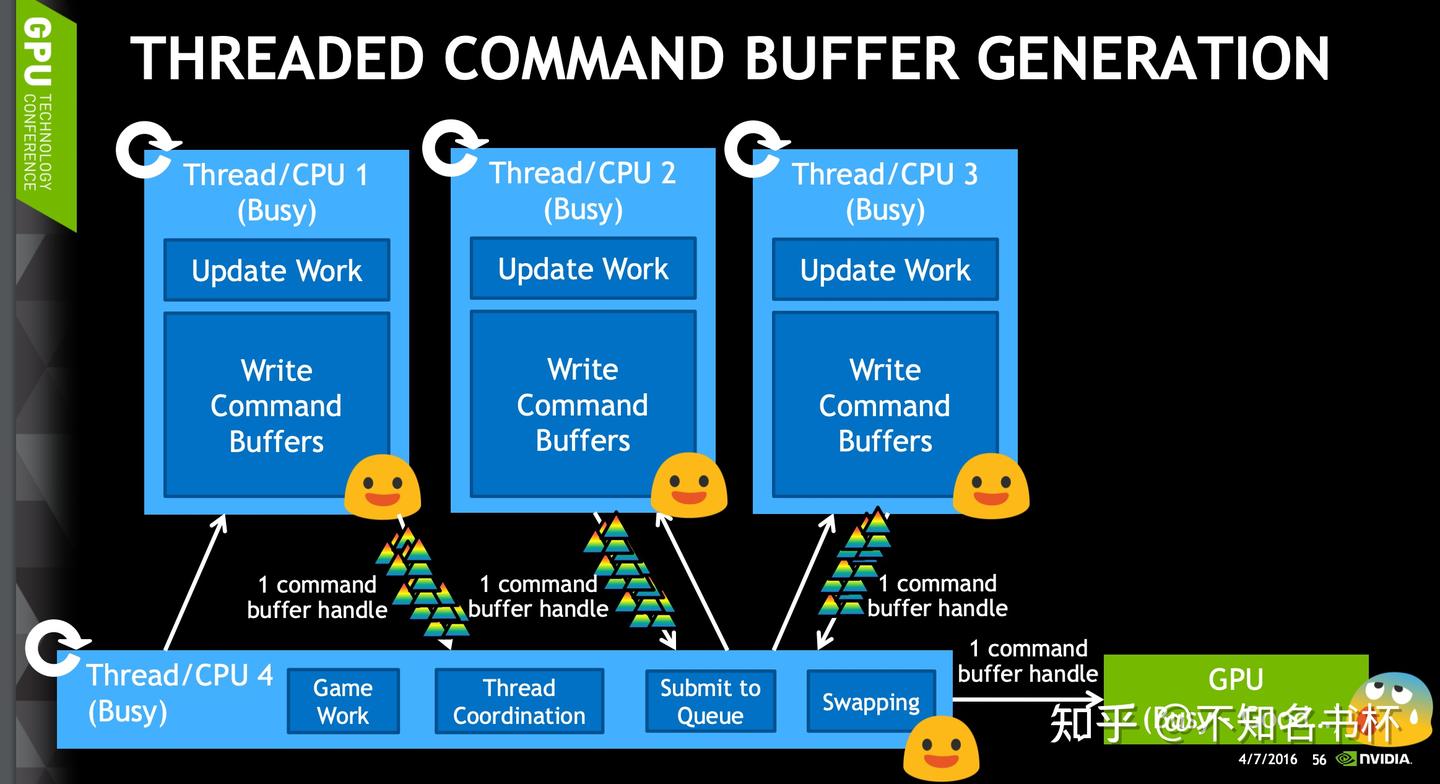 GPU TECHNOLOGY
CONFERENCE
THREADED COMMAND BUFFER GENERATION
Thread/CPU 1
(Busy)
Update Work
Write
Command
Buffers
Thread/CPU 2
(Busy)
Update Work
Write
Command
Buffers
Thread/CPU 3
(Busy)
Update Work
Write
Command
Buffers
1 command
buffer handle
1 command
buffer handle
1 command
buffer handle
Thread/CPU 4
(Busy)
Game
Work
Thread
Coordination
Submit to
Queue
Swapping
1 command
buffer handle
GPU
(Busy
知乎 @不知名书杯
4/7/2016 56 NVIDIA.